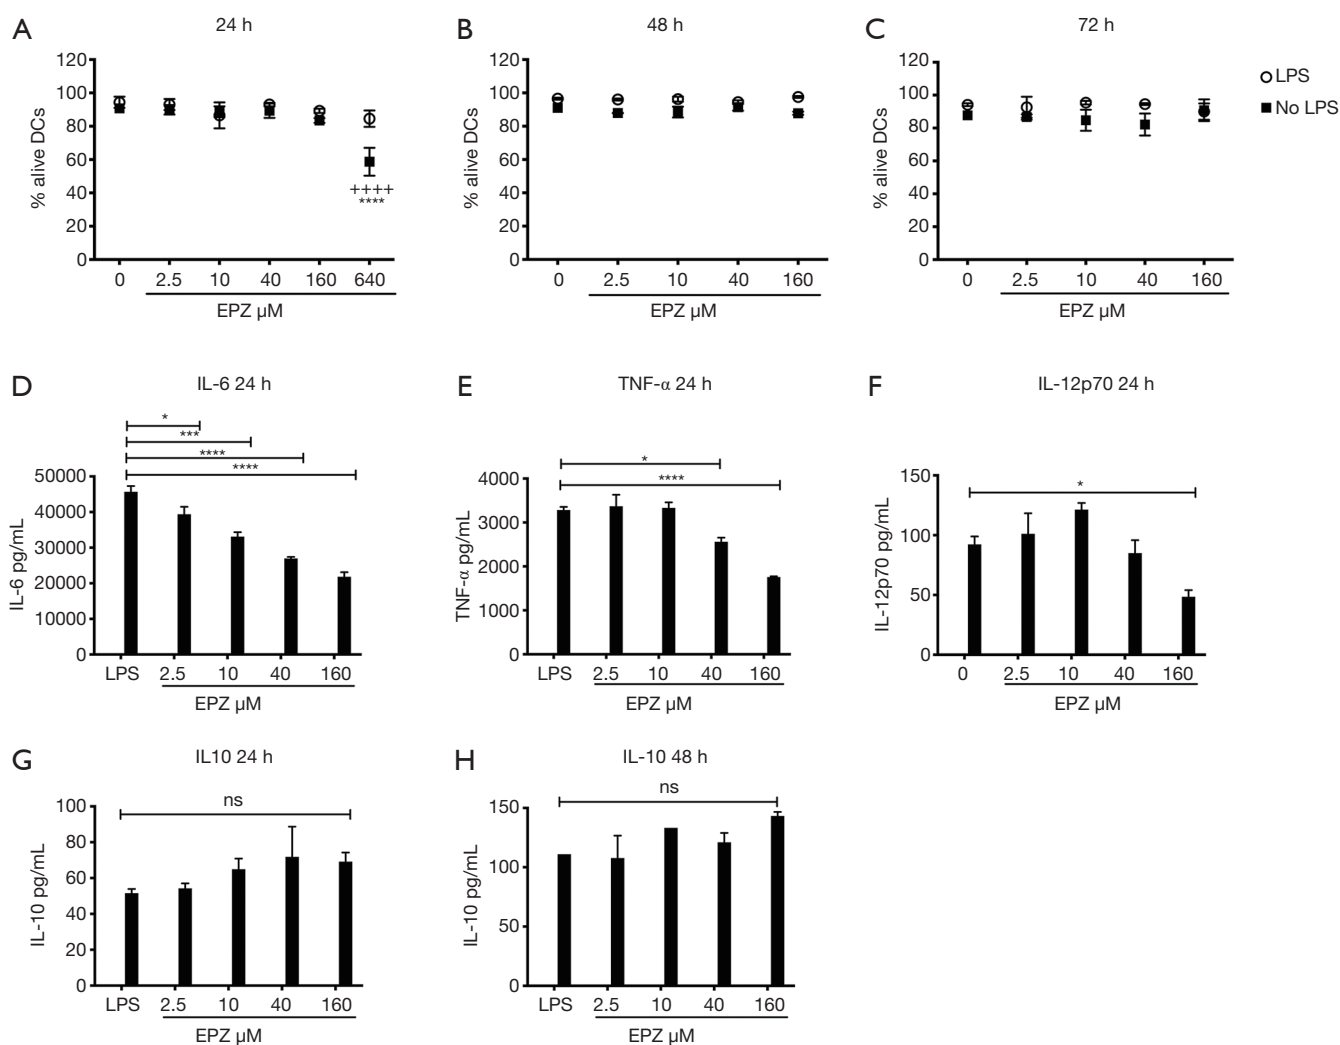 A
24 h
120
100
80
60
40
20
0
% alive DCs
++++
****
0 2.5 10 40 160 640
EPZ µM
B
48 h
120
100
80
60
40
20
0
% alive DCs
0 2.5 10 40 160
EPZ µM
C
72 h
120
100
80
60
40
20
0
% alive DCs
0 2.5 10 40 160
EPZ µM
LPS
No LPS
D
IL-6 24 h
*
***
****
****
50000
40000
30000
20000
10000
0
IL-6 pg/mL
LPS 2.5 10 40 160
EPZ µM
E
TNF-α 24 h
*
****
4000
3000
2000
1000
0
TNF-α pg/mL
LPS 2.5 10 40 160
EPZ µM
F
IL-12p70 24 h
*
150
100
50
0
IL-12p70 pg/mL
0 2.5 10 40 160
EPZ µM
G
IL10 24 h
ns
100
80
60
40
20
0
IL-10 pg/mL
LPS 2.5 10 40 160
EPZ µM
H
IL-10 48 h
ns
150
100
50
0
IL-10 pg/mL
LPS 2.5 10 40 160
EPZ µM